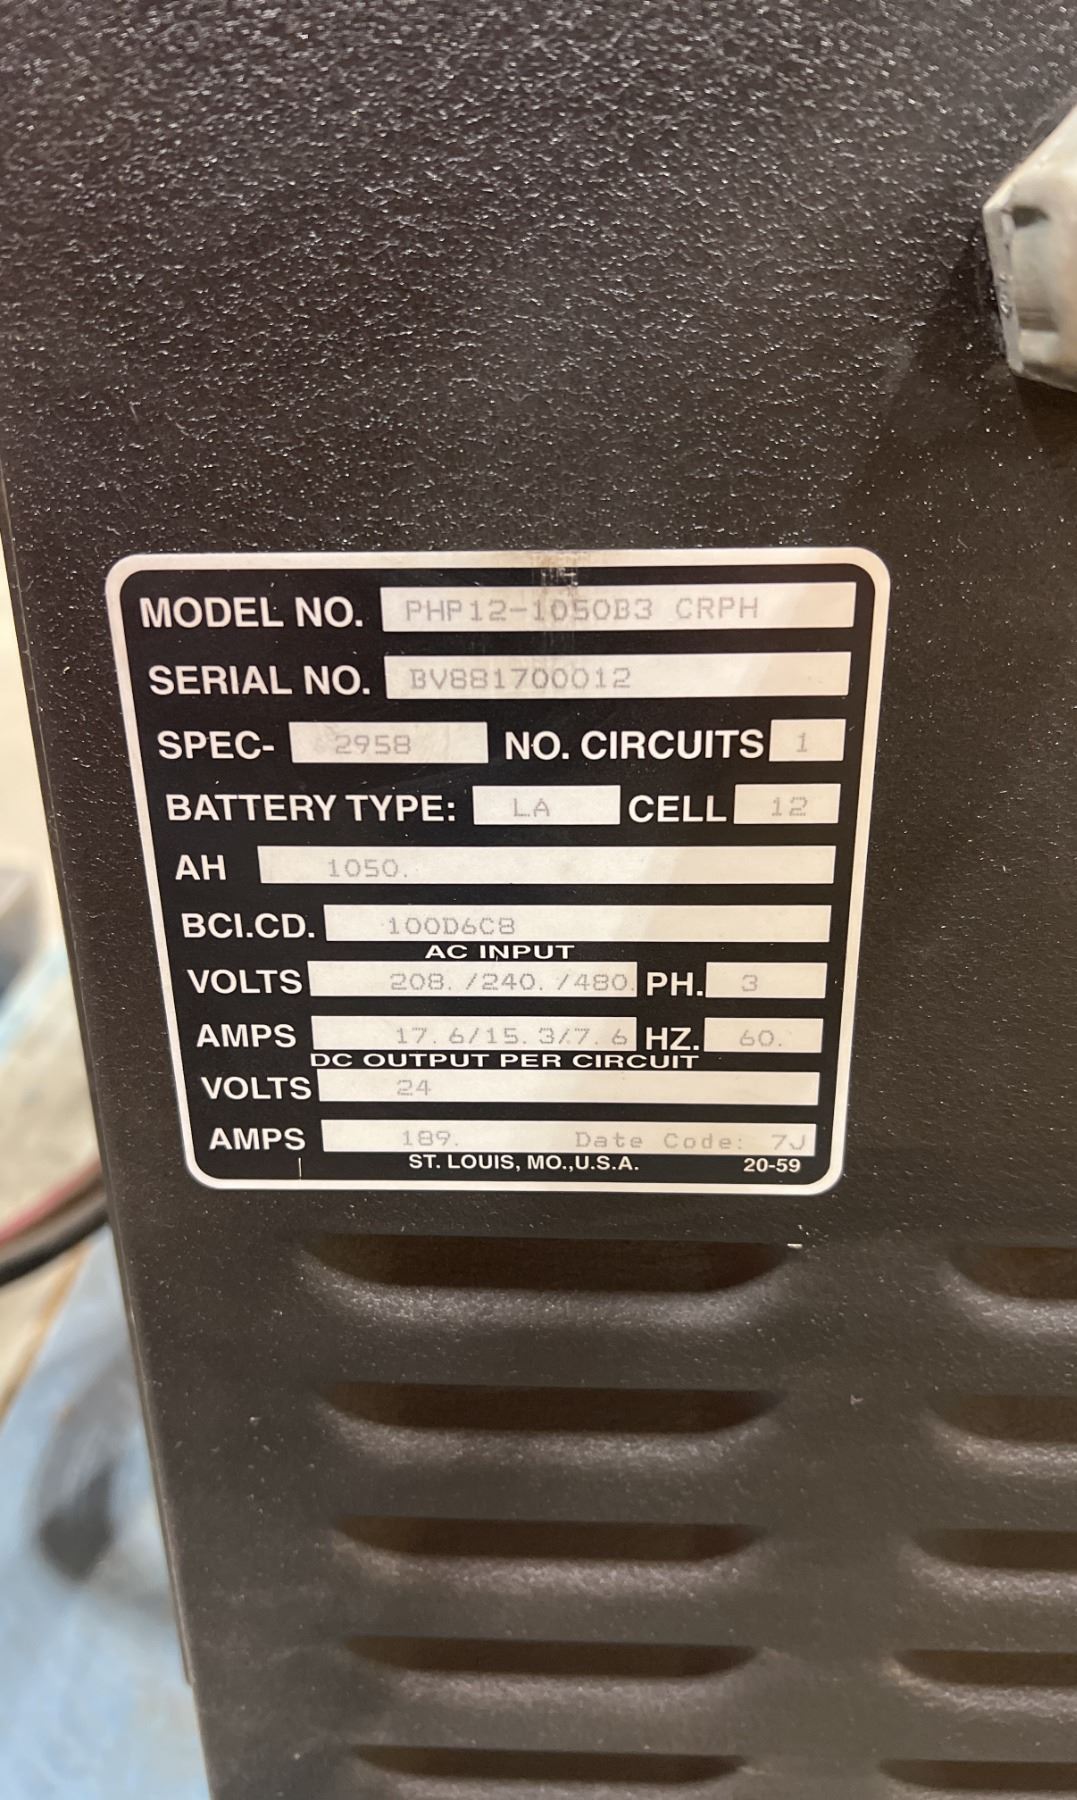 MODEL NO. PHP12-1050B3 CRPH
SERIAL NO. BV881700012
SPEC- 2958 NO. CIRCUITS 1
BATTERY TYPE: LA CELL 12
AH 1050.
BCI.CD. 100D6C8
AC INPUT
VOLTS 208. /240. /480. PH. 3
AMPS 17. 6/15. 3/7. 6 HZ. 60.
DC OUTPUT PER CIRCUIT
VOLTS 24
AMPS 189. Date Code: 7J
ST. LOUIS, MO.,U.S.A. 20-59